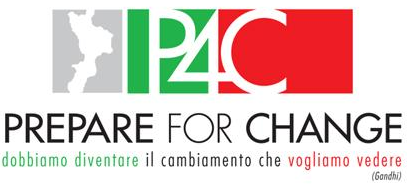 P4C
PREPARE FOR CHANGE
dobbiamo diventare il cambiamento che vogliamo vedere
(Gandhi)